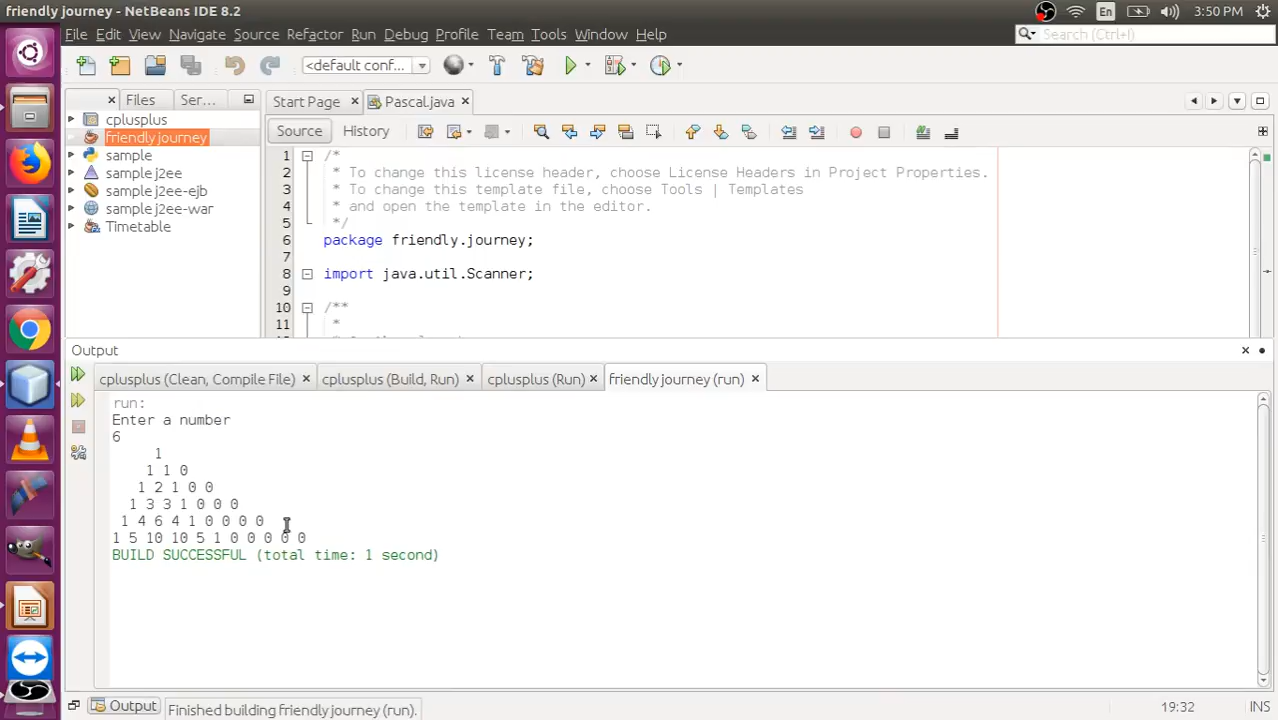 friendly journey - NetBeans IDE 8.2
En
3:50 PM
File Edit View Navigate Source Refactor Run Debug Profile Team Tools Window Help
Search (Ctrl+I)
<default conf...
Files
Ser...
Start Page
Pascal.java
cplusplus
friendly journey
sample
sample j2ee
sample j2ee-ejb
sample j2ee-war
Timetable
Source
History
1 /*
2 * To change this license header, choose License Headers in Project Properties.
3 * To change this template file, choose Tools | Templates
4 * and open the template in the editor.
5 */
6 package friendly.journey;
7
8 import java.util.Scanner;
9
10 /**
11 *
Output
cplusplus (Clean, Compile File)
cplusplus (Build, Run)
cplusplus (Run)
friendly journey (run)
run:
Enter a number
6
1
1 1 0
1 2 1 0 0
1 3 3 1 0 0 0
1 4 6 4 1 0 0 0 0
1 5 10 10 5 1 0 0 0 0 0
BUILD SUCCESSFUL (total time: 1 second)
Output
Finished building friendly journey (run).
19:32
INS